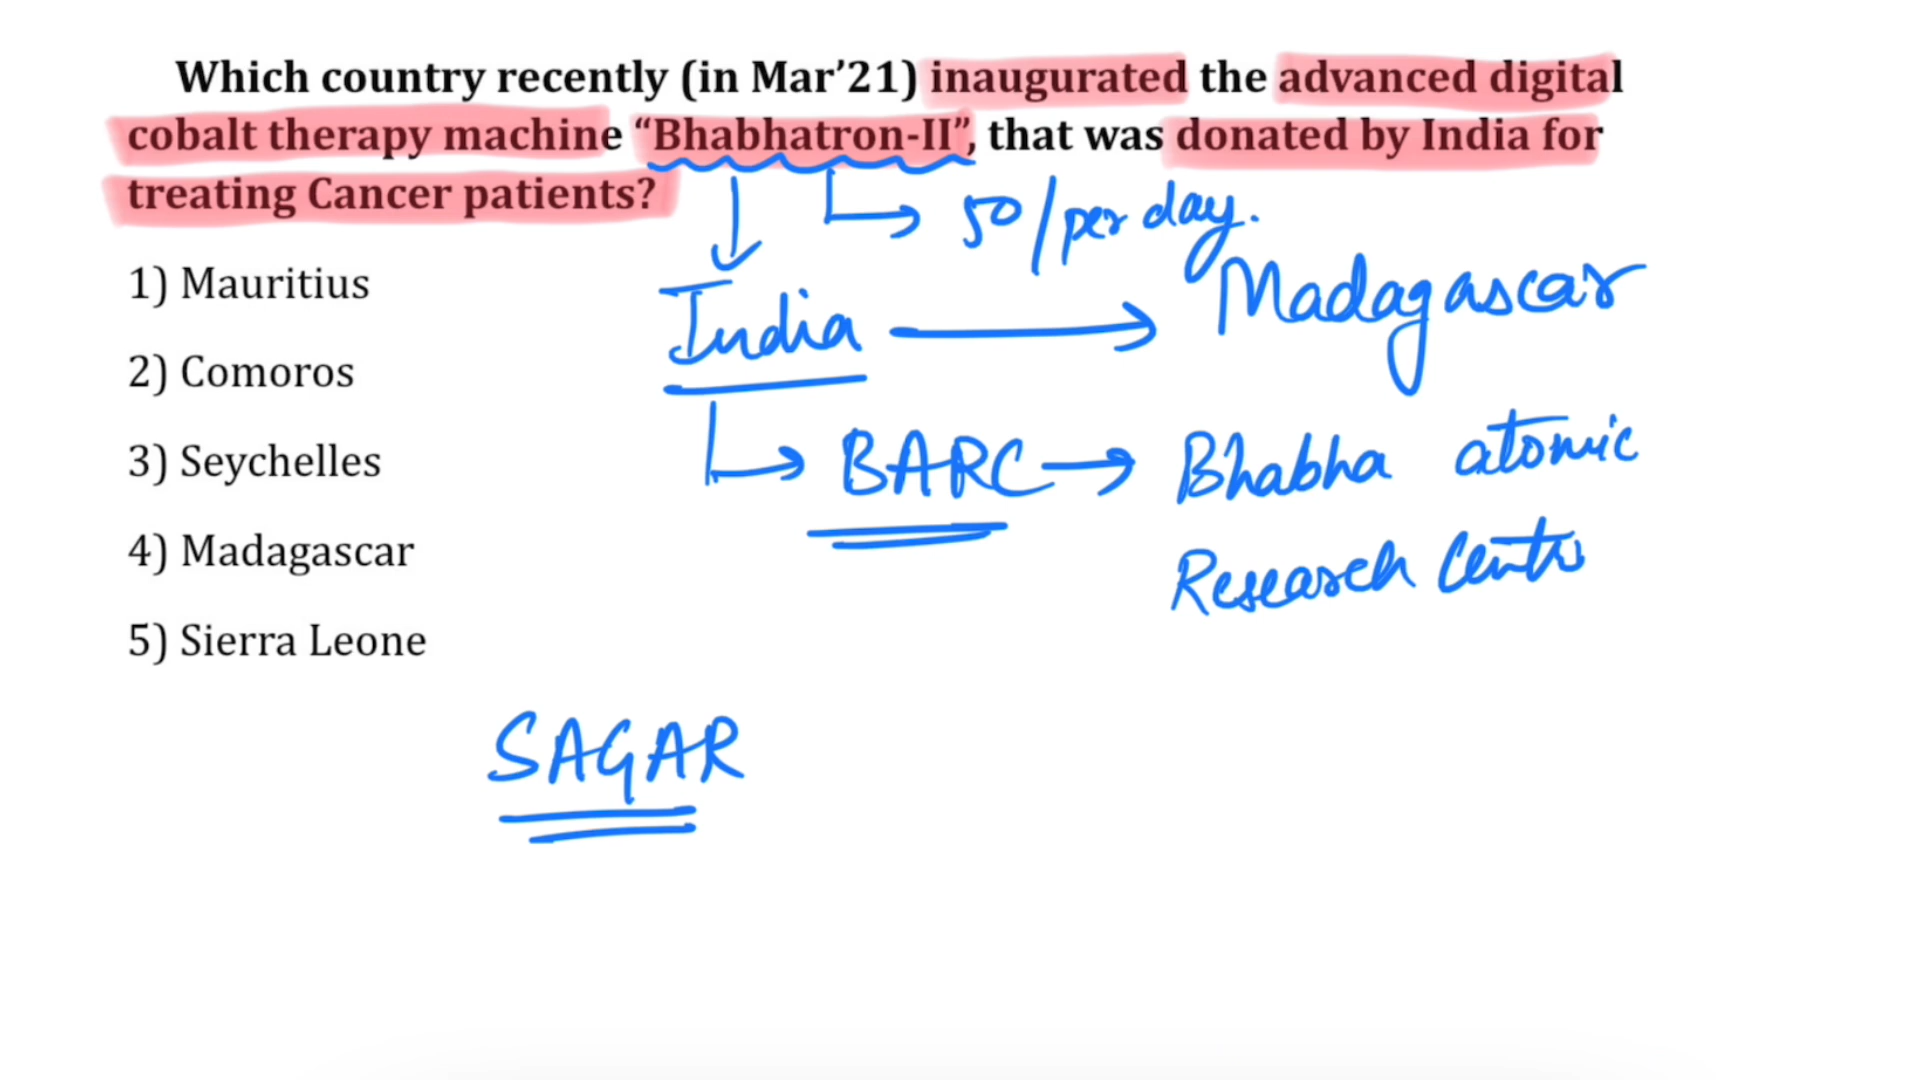 Which country recently (in Mar’21) inaugurated the advanced digital
cobalt therapy machine “Bhabhatron-II”, that was donated by India for
treating Cancer patients?
50/per day.
1) Mauritius
India → Madagascar
2) Comoros
3) Seychelles
BARC → Bhabha atomic
4) Madagascar
Research Centre
5) Sierra Leone
SAGAR